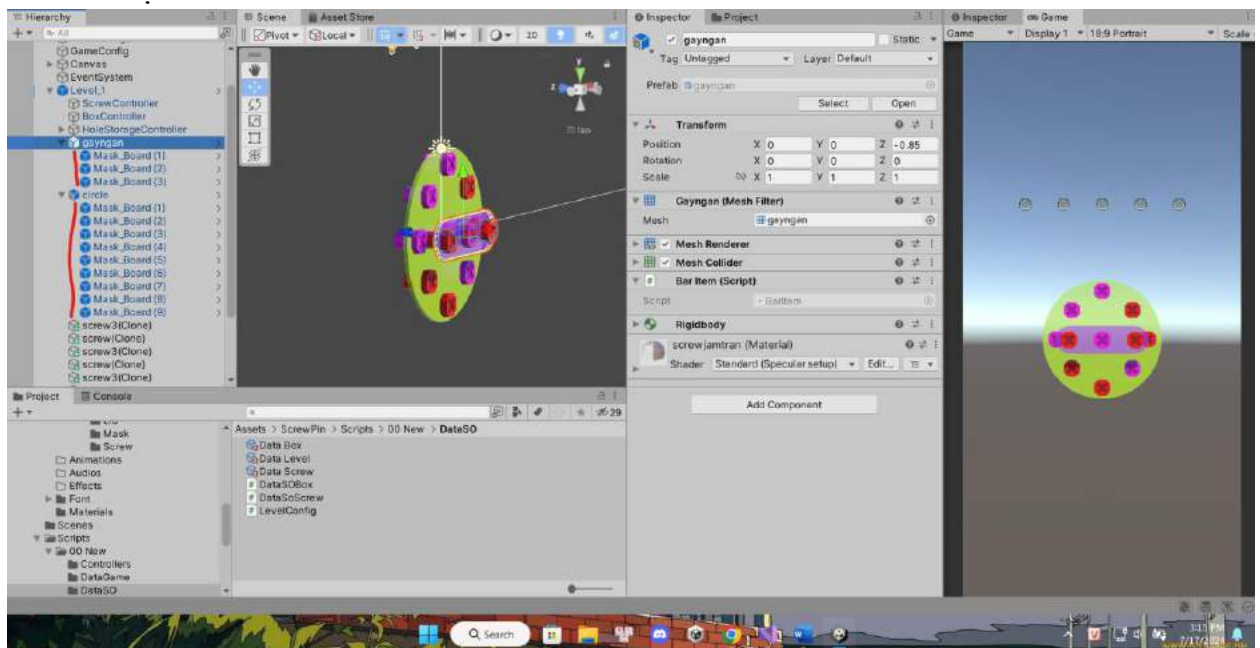 Hierarchy
All
GameConfig
Canvas
EventSystem
Level_1
ScrewController
BoxController
HoleStorageController
gayngan
Mask_Board (1)
Mask_Board (2)
Mask_Board (3)
circle
Mask_Board (1)
Mask_Board (2)
Mask_Board (3)
Mask_Board (4)
Mask_Board (5)
Mask_Board (6)
Mask_Board (7)
Mask_Board (8)
Mask_Board (9)
screw3(Clone)
screw(Clone)
screw3(Clone)
screw(Clone)
screw3(Clone)
Scene Asset Store
Pivot Local 2D
y
z
Iso
Inspector Project
gayngan Static
Tag Untagged Layer Default
Prefab gayngan
Select Open
Transform
Position X 0 Y 0 Z -0.85
Rotation X 0 Y 0 Z 0
Scale X 1 Y 1 Z 1
Gayngan (Mesh Filter)
Mesh gayngan
Mesh Renderer
Mesh Collider
Bar Item (Script)
Script BarItem
Rigidbody
screwjamtran (Material)
Shader Standard (Specular setup) Edit...
Add Component
Inspector Game
Game Display 1 18:9 Portrait Scale
Project Console
29
Mask
Screw
Animations
Audios
Effects
Font
Materials
Scenes
Scripts
00 New
Controllers
DataGame
DataSO
Assets > ScrewPin > Scripts > 00 New > DataSO
Data Box
Data Level
Data Screw
DataSOBox
DataSoScrew
LevelConfig
Search
3:15 PM